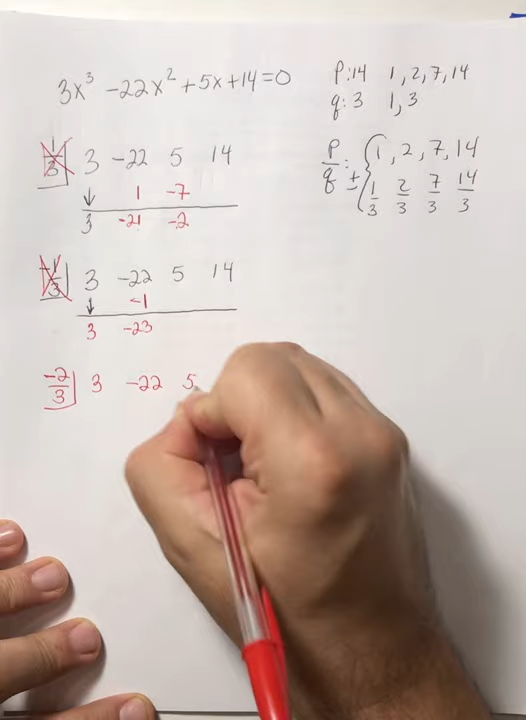 3x³ -22x² +5x+14=0
P:14 1, 2, 7, 14
q: 3 1, 3
P/q : ± { 1, 2, 7, 14
1/3 2/3 7/3 14/3
1/3 | 3 -22 5 14
↓ 1 -7
3 -21 -2
-1/3 | 3 -22 5 14
↓ -1
3 -23
-2/3 | 3 -22 5